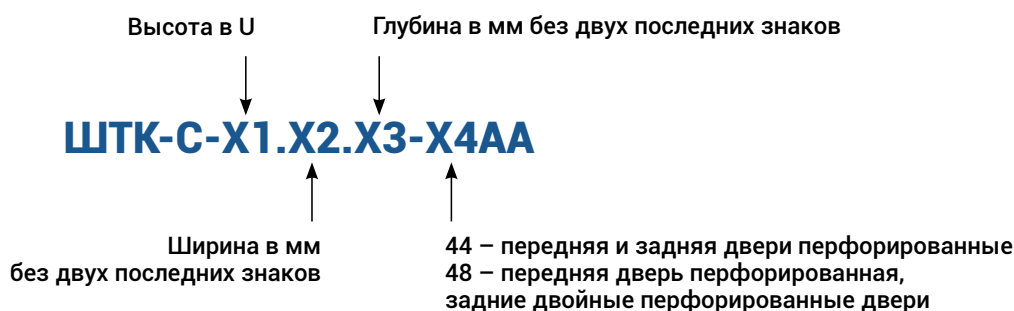 Высота в U
Глубина в мм без двух последних знаков
ШТК-С-X1.X2.X3-X4АА
Ширина в мм
без двух последних знаков
44 – передняя и задняя двери перфорированные
48 – передняя дверь перфорированная,
задние двойные перфорированные двери